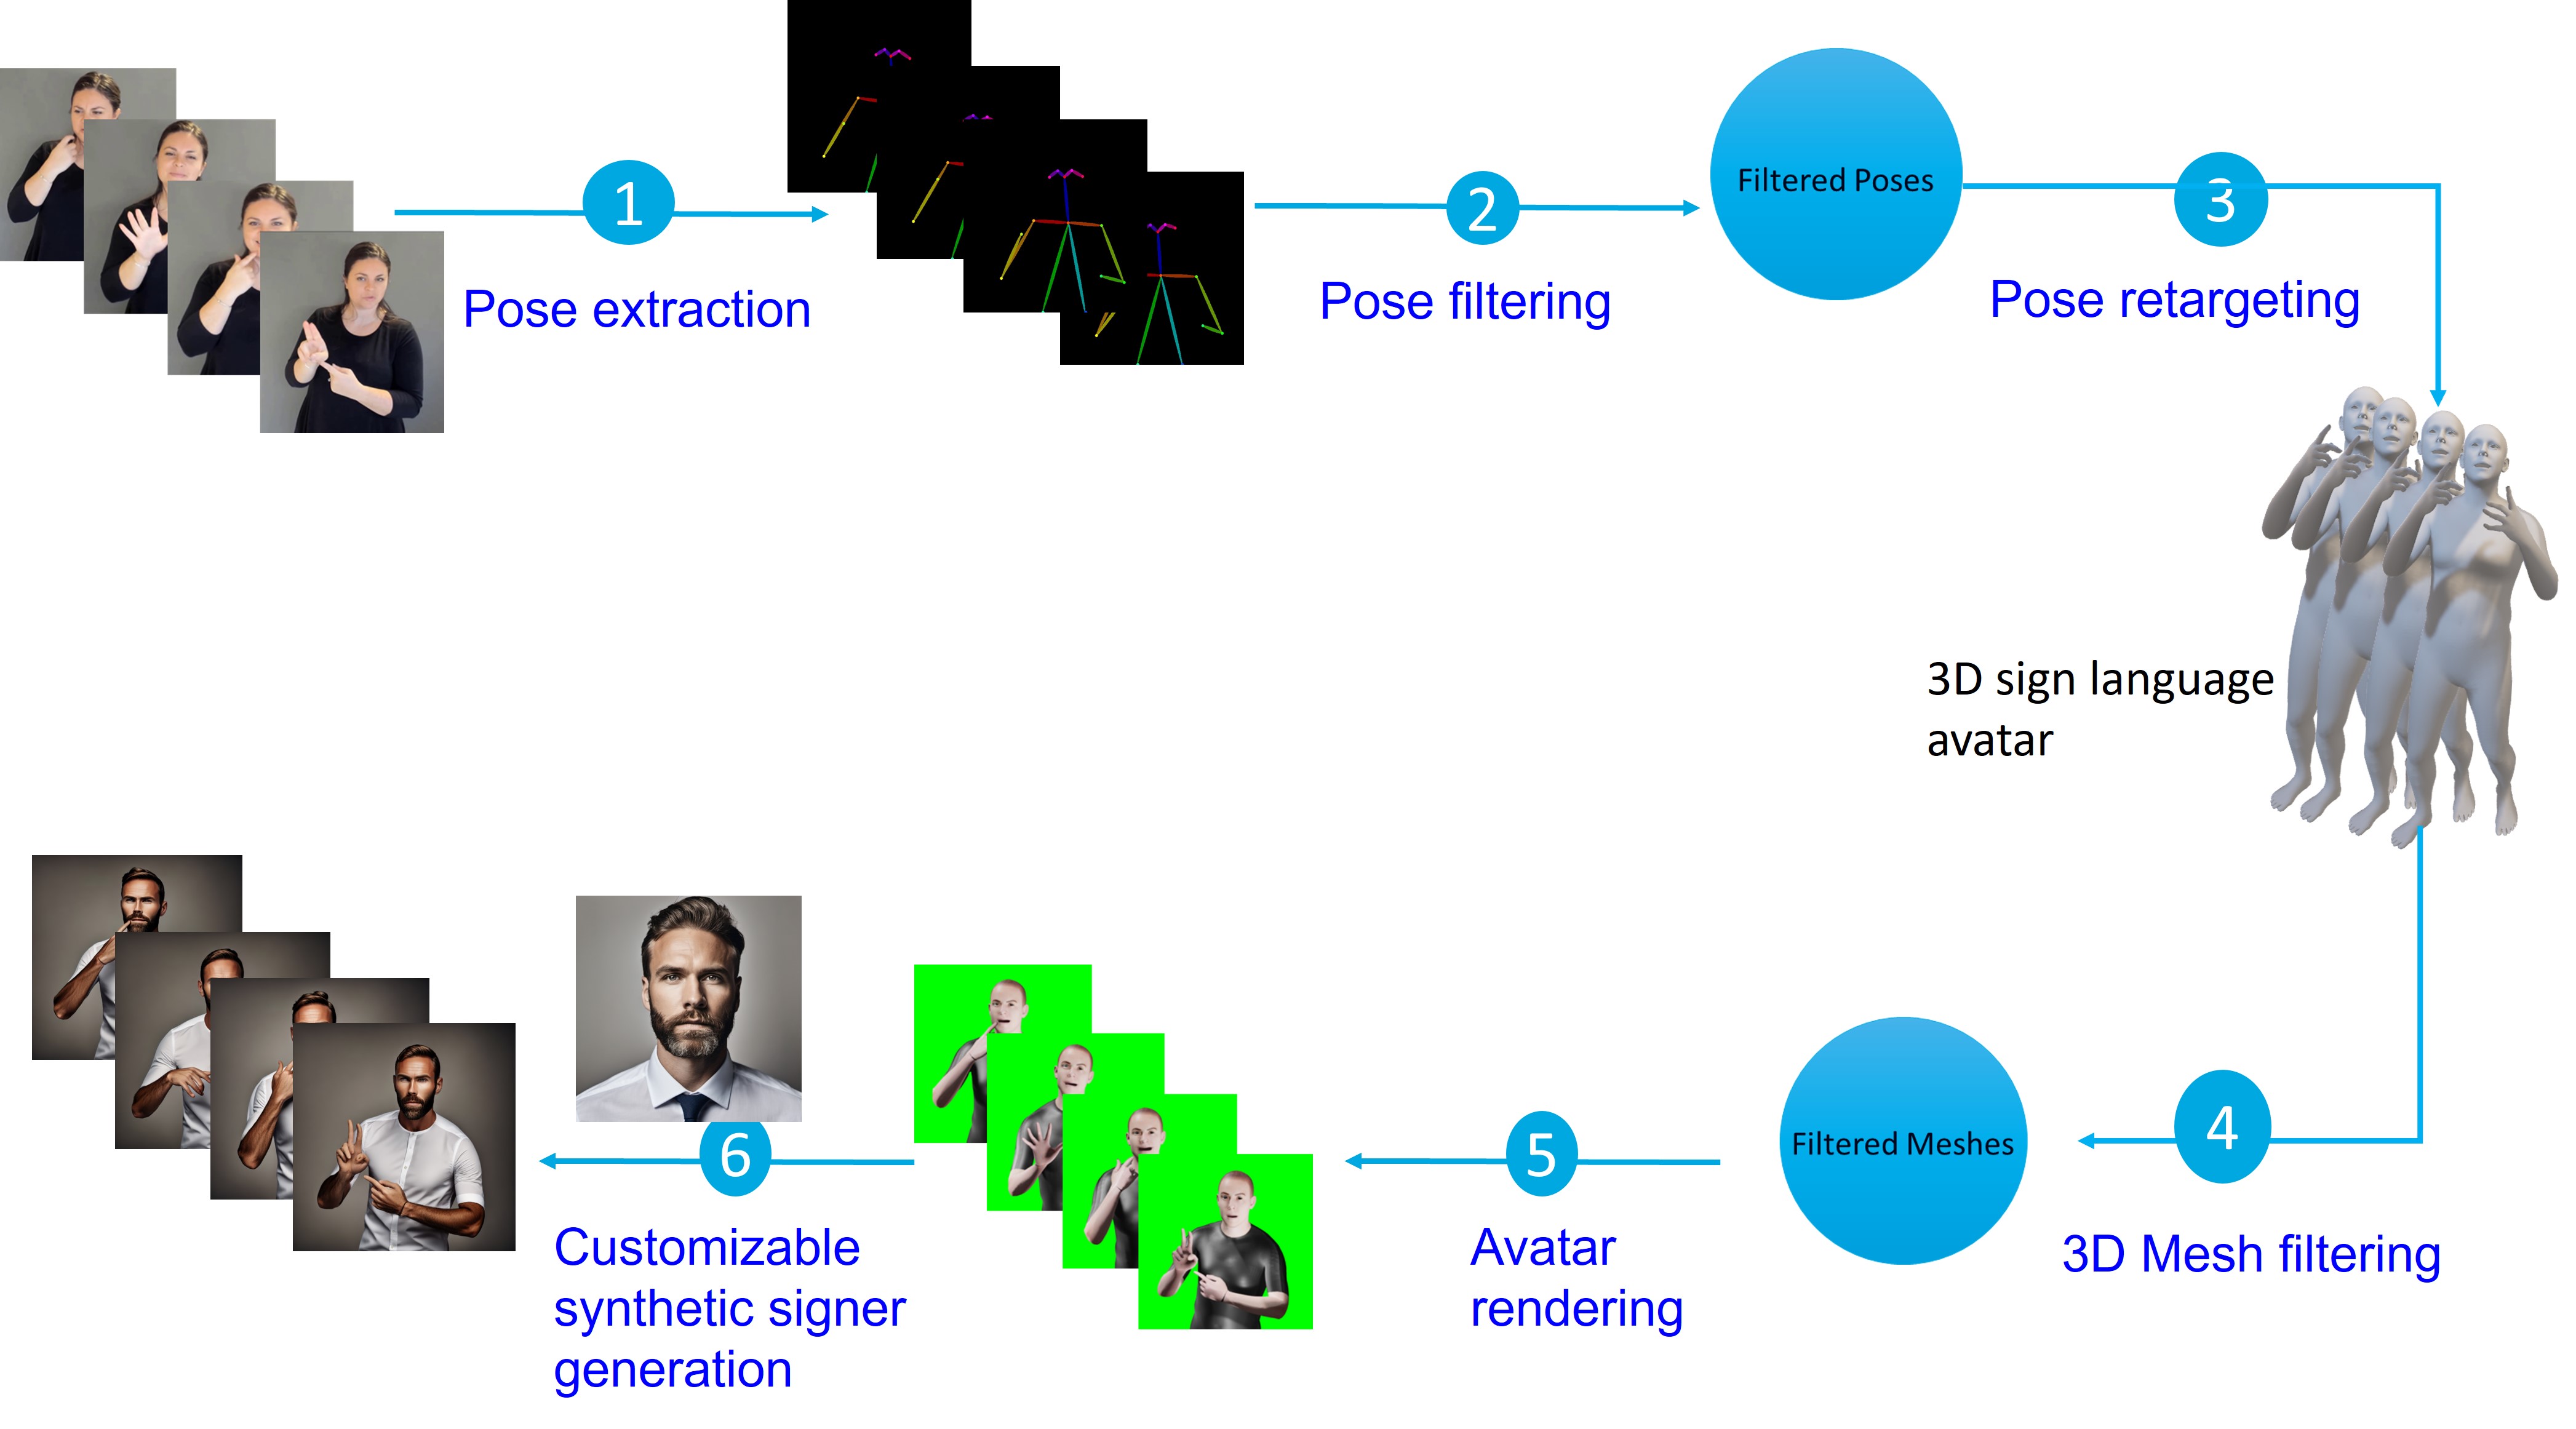 1
Pose extraction
2
Pose filtering
Filtered Poses
3
Pose retargeting
3D sign language
avatar
4
3D Mesh filtering
Filtered Meshes
5
Avatar
rendering
6
Customizable
synthetic signer
generation